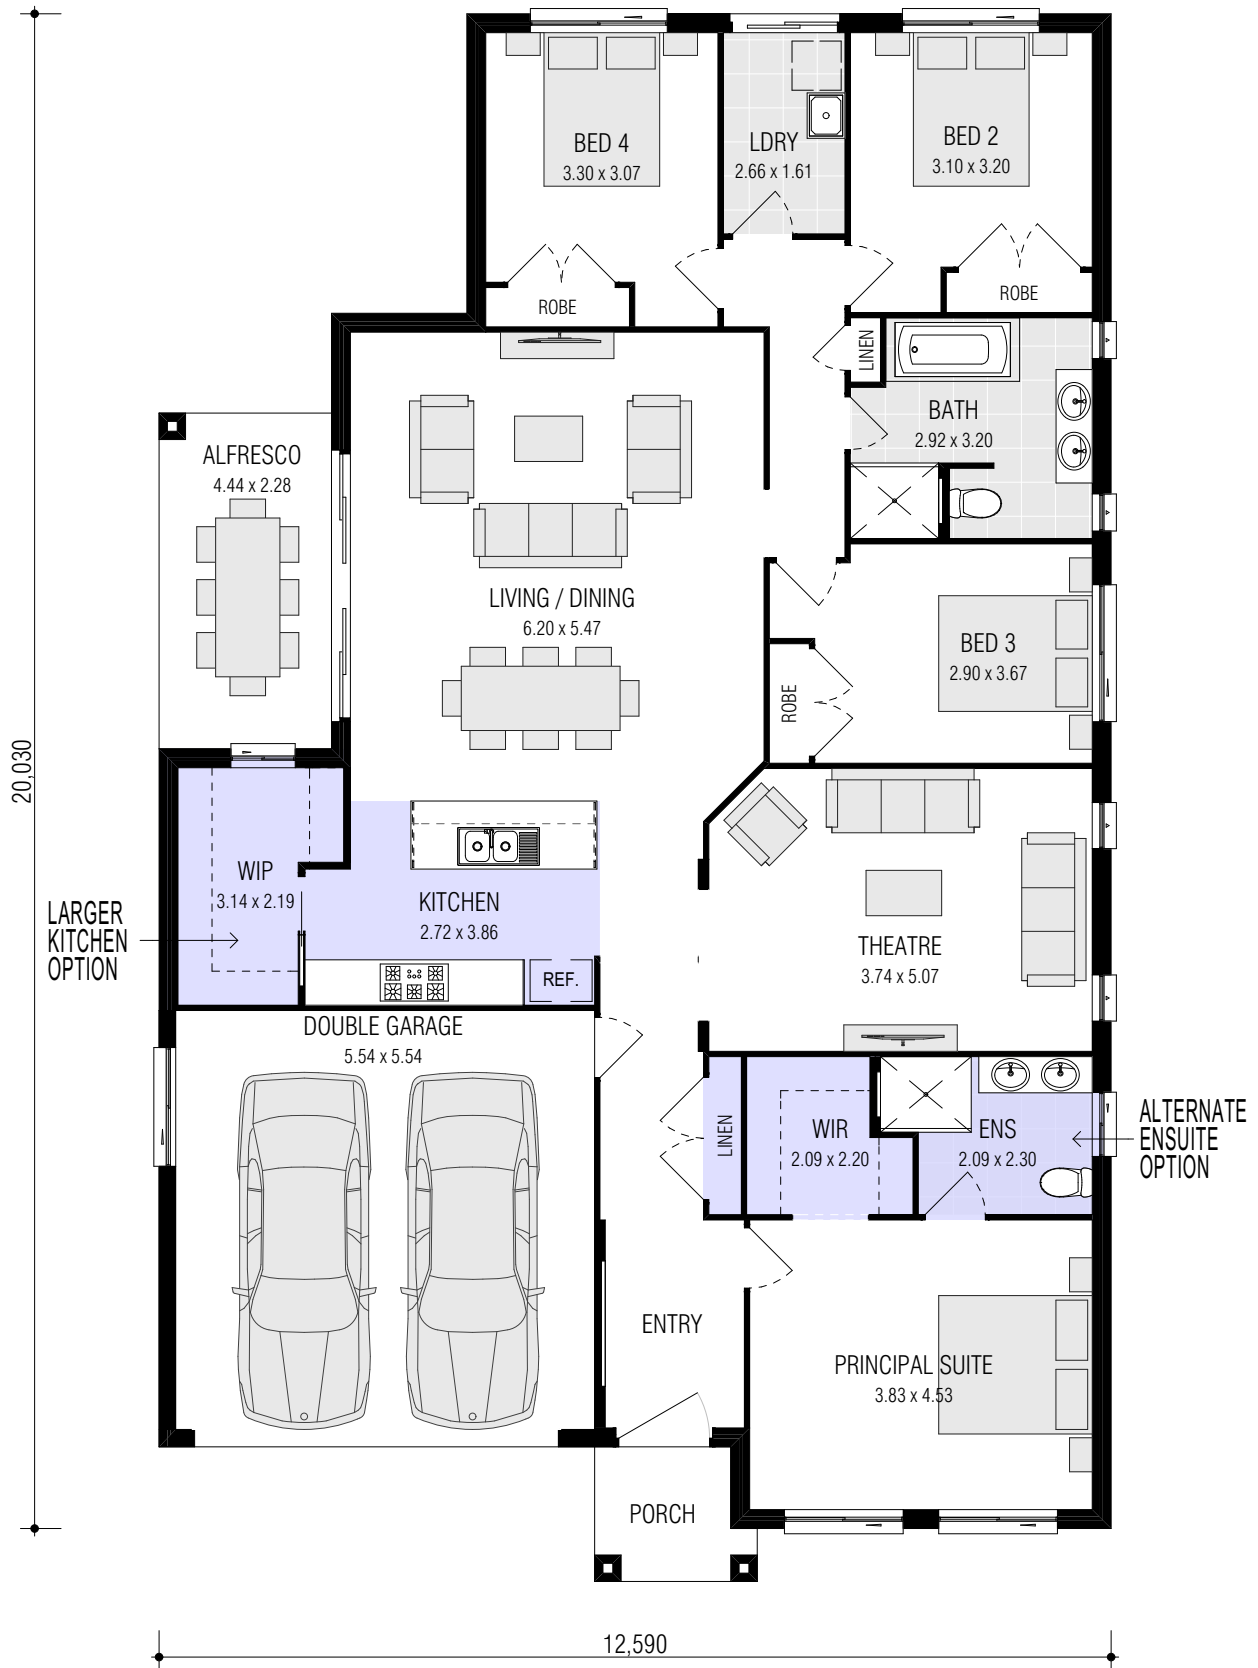 BED 4
3.30 x 3.07
LDRY
2.66 x 1.61
BED 2
3.10 x 3.20
ROBE
ROBE
LINEN
BATH
2.92 x 3.20
ALFRESCO
4.44 x 2.28
LIVING / DINING
6.20 x 5.47
BED 3
2.90 x 3.67
ROBE
20,030
WIP
3.14 x 2.19
KITCHEN
2.72 x 3.86
LARGER
KITCHEN
OPTION
REF.
THEATRE
3.74 x 5.07
DOUBLE GARAGE
5.54 x 5.54
LINEN
WIR
2.09 x 2.20
ENS
2.09 x 2.30
ALTERNATE
ENSUITE
OPTION
ENTRY
PRINCIPAL SUITE
3.83 x 4.53
PORCH
12,590